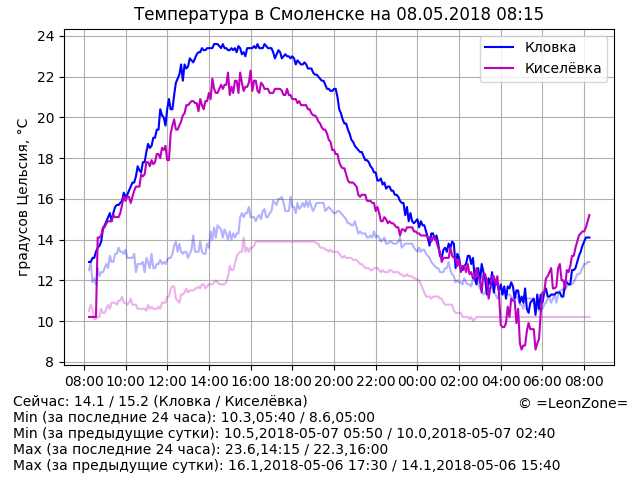 Температура в Смоленске на 08.05.2018 08:15
24
22
20
18
16
14
12
10
8
градусов Цельсия, °C
Кловка
Киселёвка
08:00 10:00 12:00 14:00 16:00 18:00 20:00 22:00 00:00 02:00 04:00 06:00 08:00
Сейчас: 14.1 / 15.2 (Кловка / Киселёвка)
© =LeonZone=
Min (за последние 24 часа): 10.3,05:40 / 8.6,05:00
Min (за предыдущие сутки): 10.5,2018-05-07 05:50 / 10.0,2018-05-07 02:40
Max (за последние 24 часа): 23.6,14:15 / 22.3,16:00
Max (за предыдущие сутки): 16.1,2018-05-06 17:30 / 14.1,2018-05-06 15:40